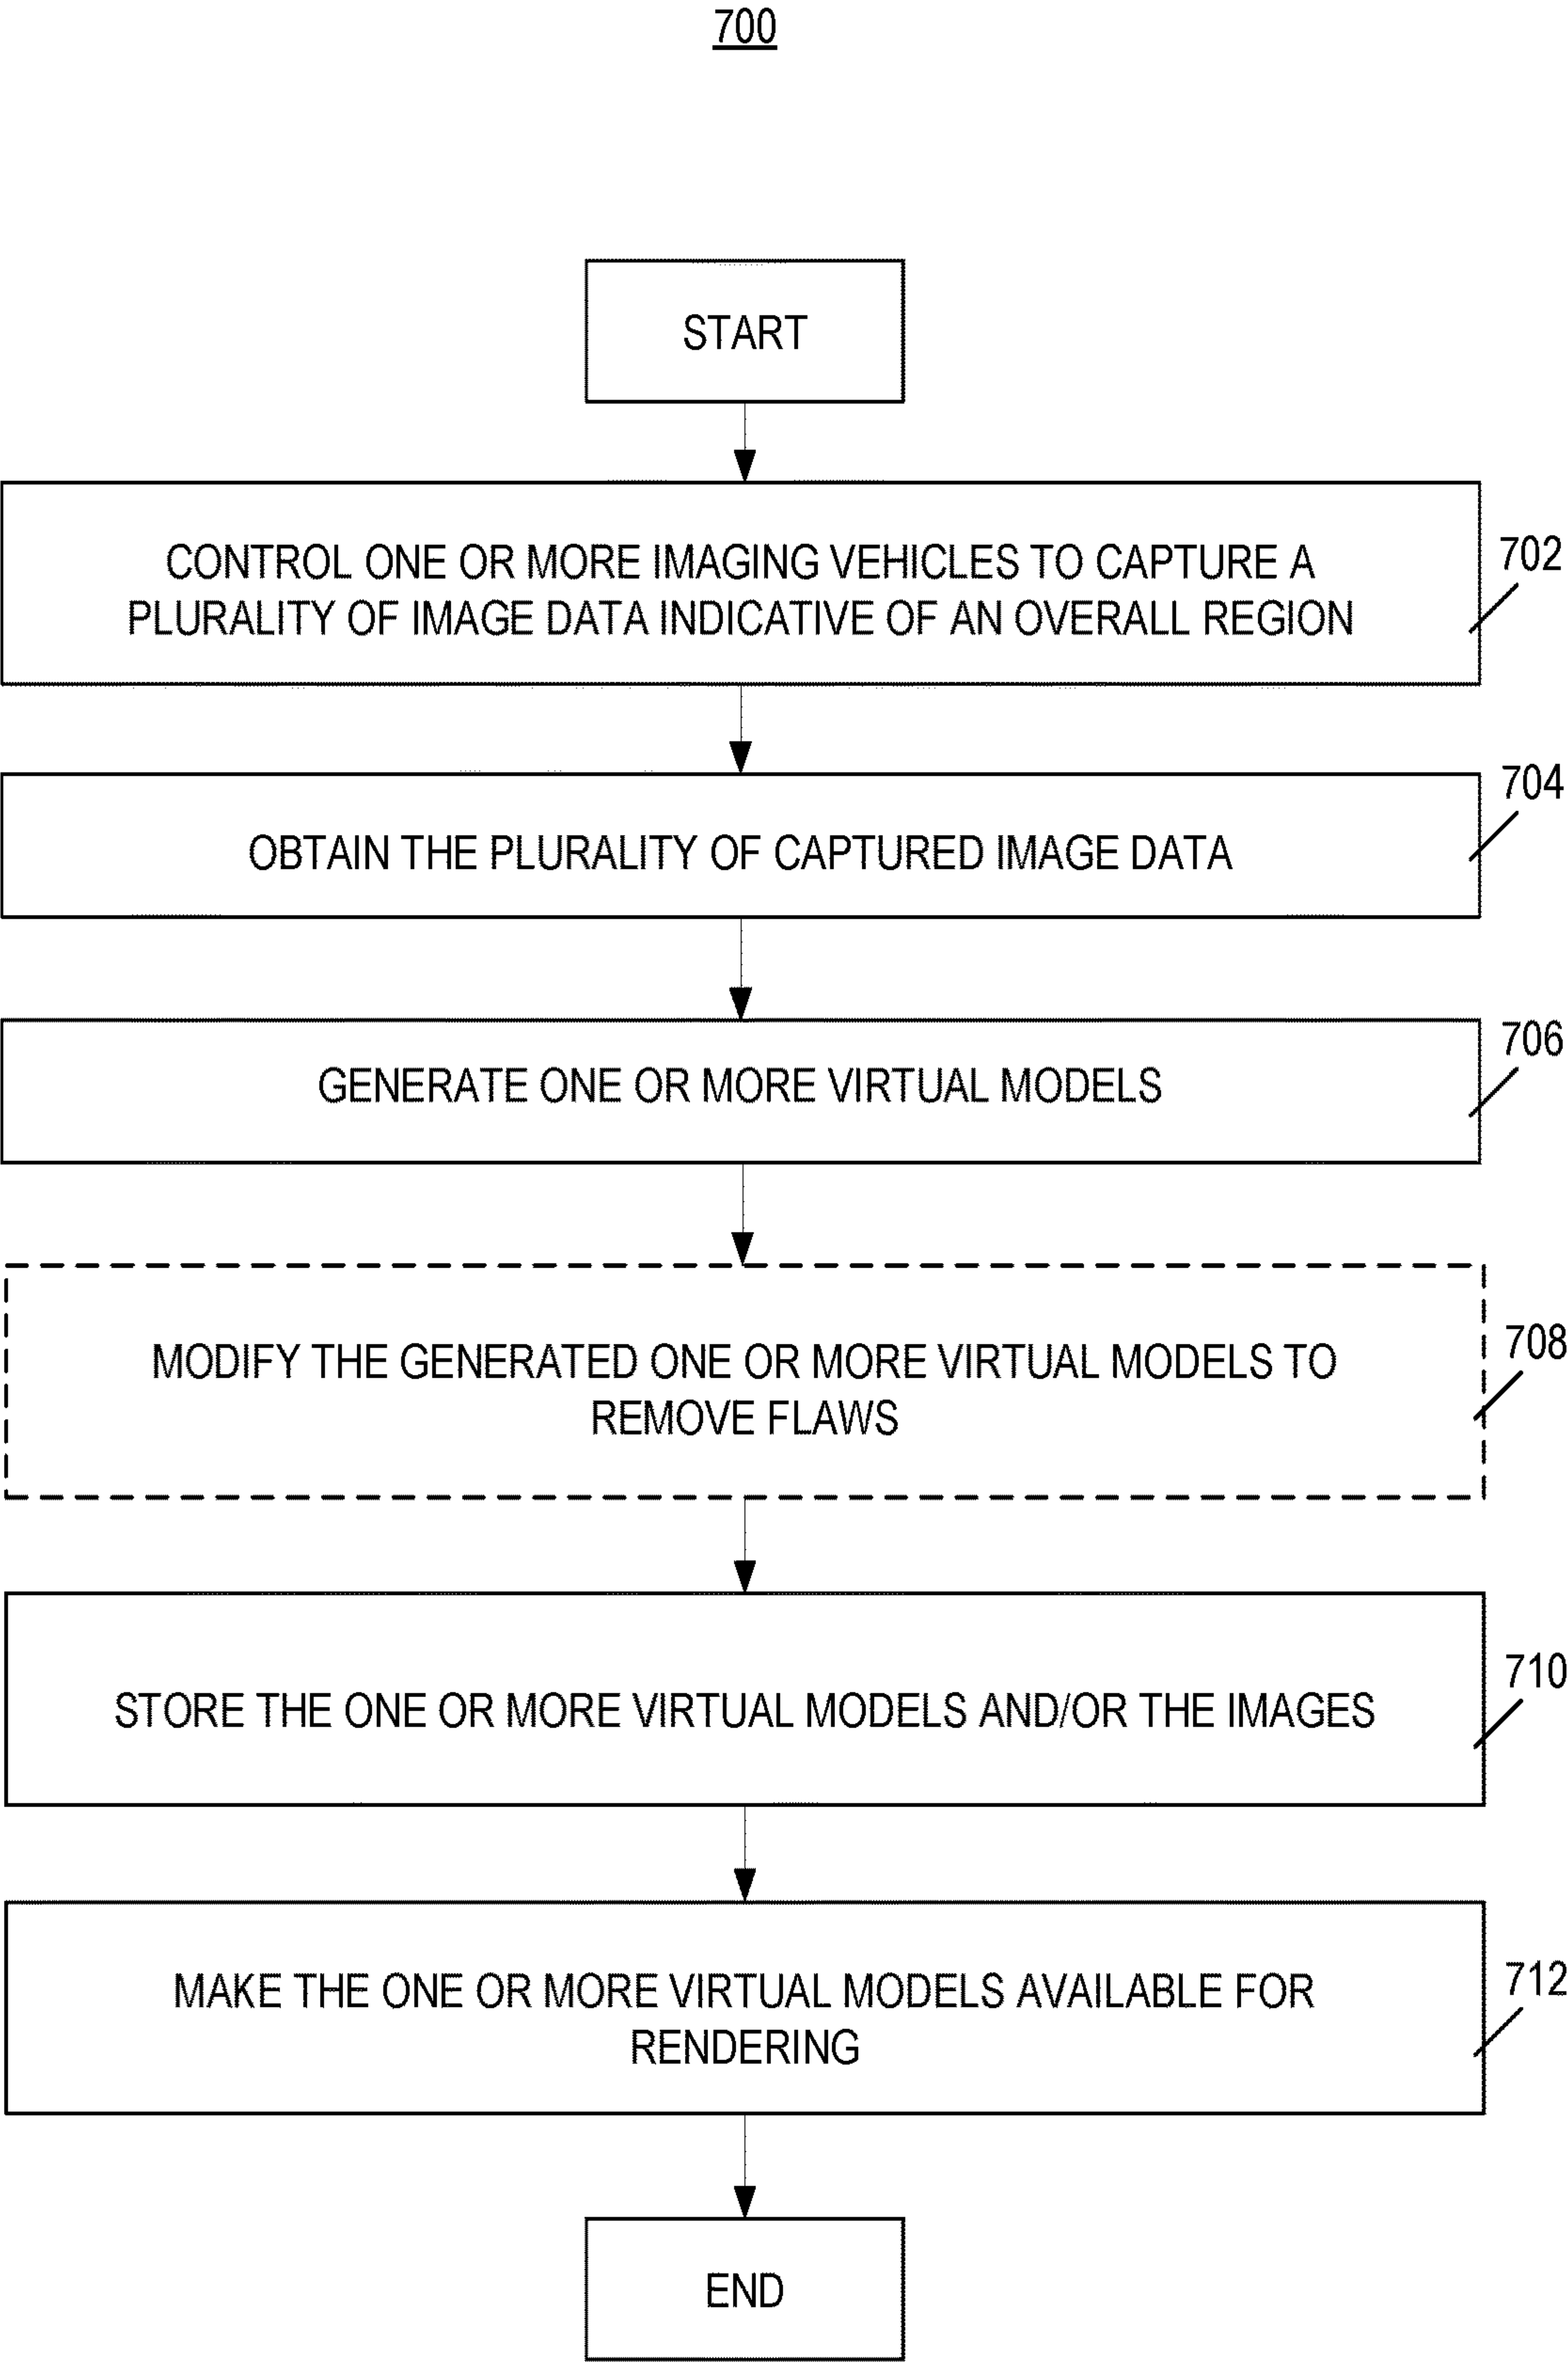 700
START
CONTROL ONE OR MORE IMAGING VEHICLES TO CAPTURE A
PLURALITY OF IMAGE DATA INDICATIVE OF AN OVERALL REGION
702
OBTAIN THE PLURALITY OF CAPTURED IMAGE DATA
704
GENERATE ONE OR MORE VIRTUAL MODELS
706
MODIFY THE GENERATED ONE OR MORE VIRTUAL MODELS TO
REMOVE FLAWS
708
STORE THE ONE OR MORE VIRTUAL MODELS AND/OR THE IMAGES
710
MAKE THE ONE OR MORE VIRTUAL MODELS AVAILABLE FOR
RENDERING
712
END